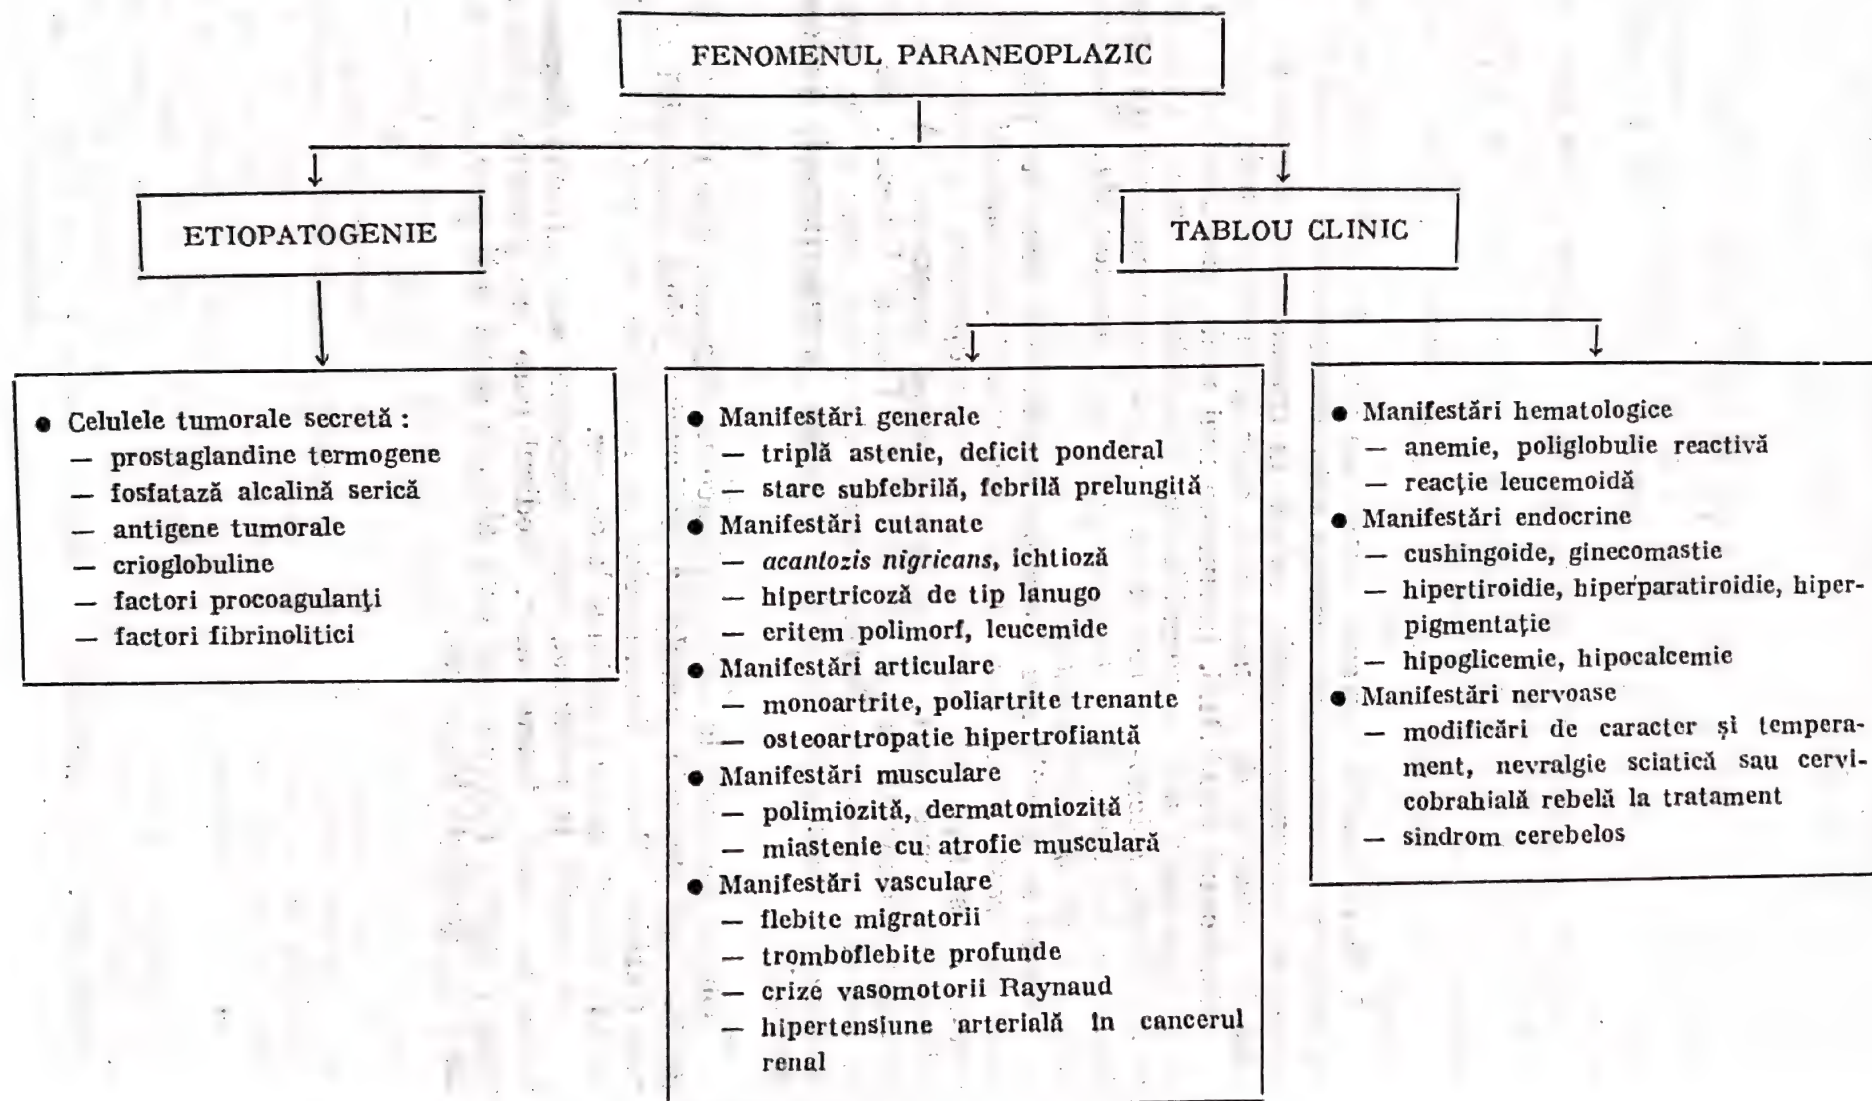 FENOMENUL PARANEOPLAZIC
ETIOPATOGENIE
TABLOU CLINIC
● Celulele tumorale secretă :
— prostaglandine termogene
— fosfatază alcalină serică
— antigene tumorale
— crioglobuline
— factori procoagulanţi
— factori fibrinolitici
● Manifestări generale
— triplă astenie, deficit ponderal
— stare subfebrilă, febrilă prelungită
● Manifestări cutanate
— acantozis nigricans, ichtioză
— hipertricoză de tip lanugo
— eritem polimorf, leucemide
● Manifestări articulare
— monoartrite, poliartrite trenante
— osteoartropatie hipertrofiantă
● Manifestări musculare
— polimiozită, dermatomiozită
— miastenie cu atrofie musculară
● Manifestări vasculare
— flebite migratorii
— tromboflebite profunde
— crize vasomotorii Raynaud
— hipertensiune arterială în cancerul
renal
● Manifestări hematologice
— anemie, poliglobulie reactivă
— reacţie leucemoidă
● Manifestări endocrine
— cushingoide, ginecomastie
— hipertiroidie, hiperparatiroidie, hiper-
pigmentaţie
— hipoglicemie, hipocalcemie
● Manifestări nervoase
— modificări de caracter şi tempera-
ment, nevralgie sciatică sau cervi-
cobrahială rebelă la tratament
— sindrom cerebelos